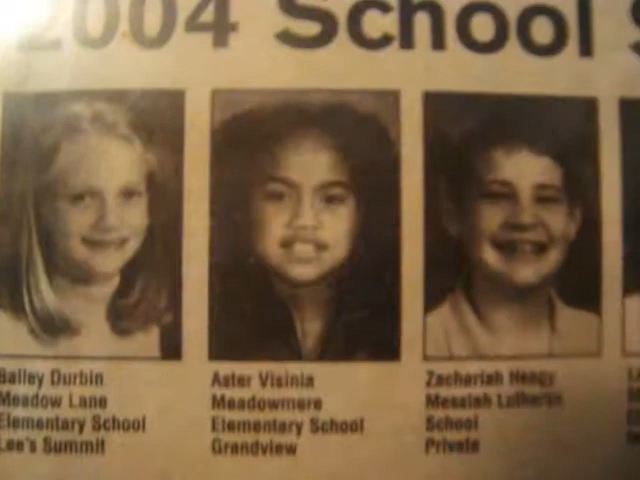 2004 School
Bailey Durbin
Meadow Lane
Elementary School
Lee's Summit
Aster Visinia
Meadowmere
Elementary School
Grandview
Zachariah
Messiah Lutheran
School
Private